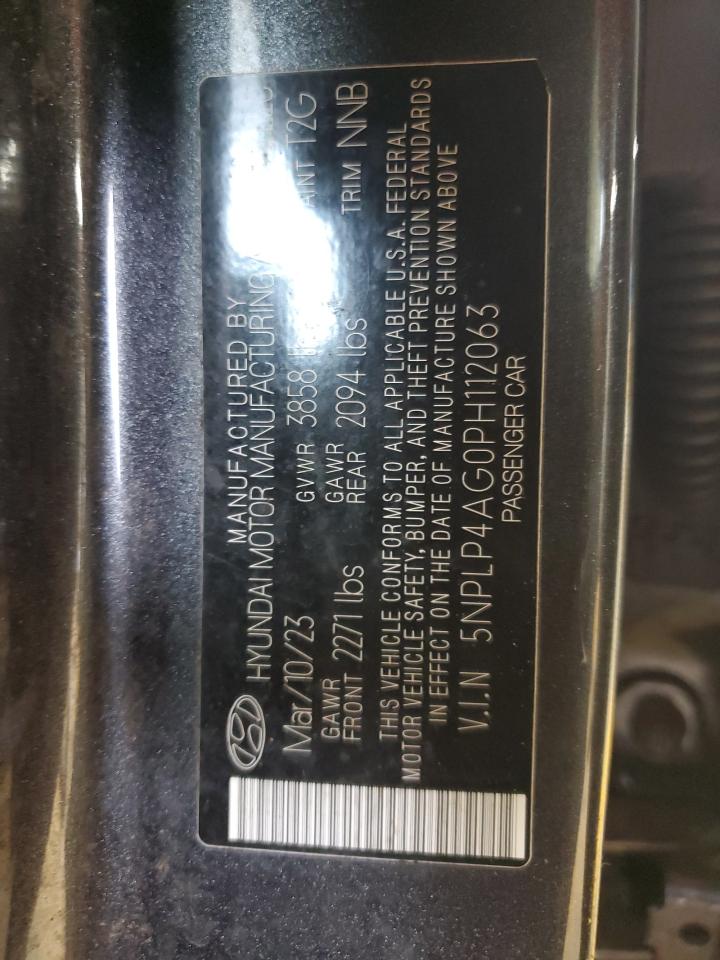 MANUFACTURED BY
HYUNDAI MOTOR MANUFACTURING
Mar/10/23 GVWR 3858 PAINT T2G
GAWR FRONT 2271 lbs GAWR REAR 2094 lbs TRIM NNB
THIS VEHICLE CONFORMS TO ALL APPLICABLE U.S.A. FEDERAL
MOTOR VEHICLE SAFETY, BUMPER, AND THEFT PREVENTION STANDARDS
IN EFFECT ON THE DATE OF MANUFACTURE SHOWN ABOVE
V.I.N 5NPLP4AG0PH112063
PASSENGER CAR